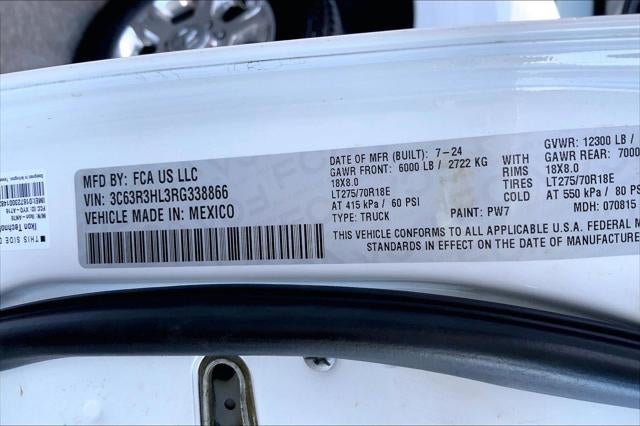 MFD BY: FCA US LLC
VIN: 3C63R3HL3RG338866
VEHICLE MADE IN: MEXICO
DATE OF MFR (BUILT): 7-24
GAWR FRONT: 6000 LB / 2722 KG
18X8.0
LT275/70R18E
AT 415 kPa / 60 PSI
TYPE: TRUCK
PAINT: PW7
WITH
RIMS
TIRES
COLD
GVWR: 12300 LB /
GAWR REAR: 7000
18X8.0
LT275/70R18E
AT 550 kPa / 80 PSI
MDH: 070815
THIS VEHICLE CONFORMS TO ALL APPLICABLE U.S.A. FEDERAL M
STANDARDS IN EFFECT ON THE DATE OF MANUFACTURE
THIS SIDE